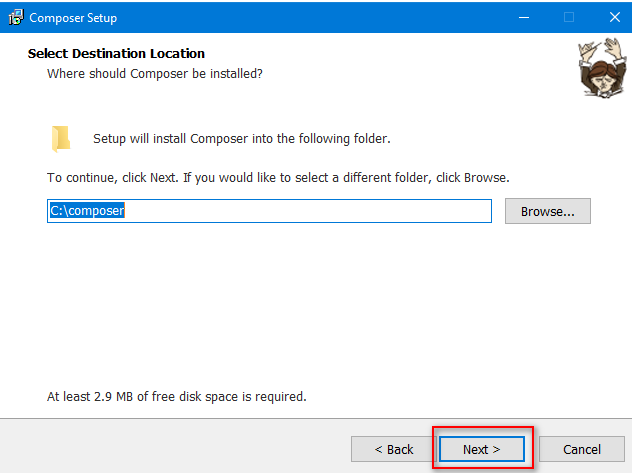 Composer Setup
Select Destination Location
Where should Composer be installed?
Setup will install Composer into the following folder.
To continue, click Next. If you would like to select a different folder, click Browse.
C:\composer
Browse...
At least 2.9 MB of free disk space is required.
< Back
Next >
Cancel